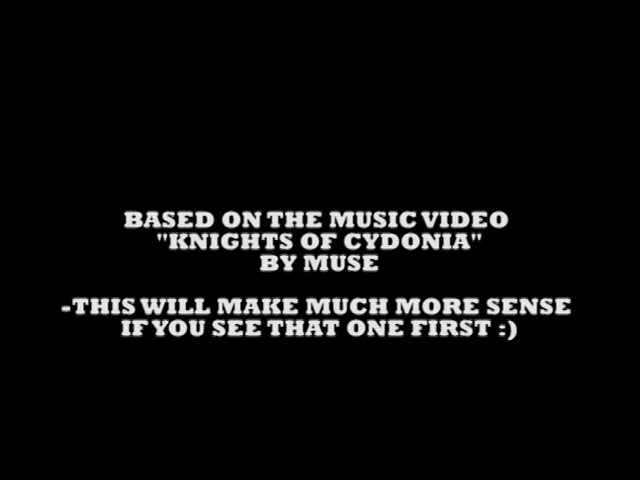 BASED ON THE MUSIC VIDEO
"KNIGHTS OF CYDONIA"
BY MUSE
-THIS WILL MAKE MUCH MORE SENSE
IF YOU SEE THAT ONE FIRST :)